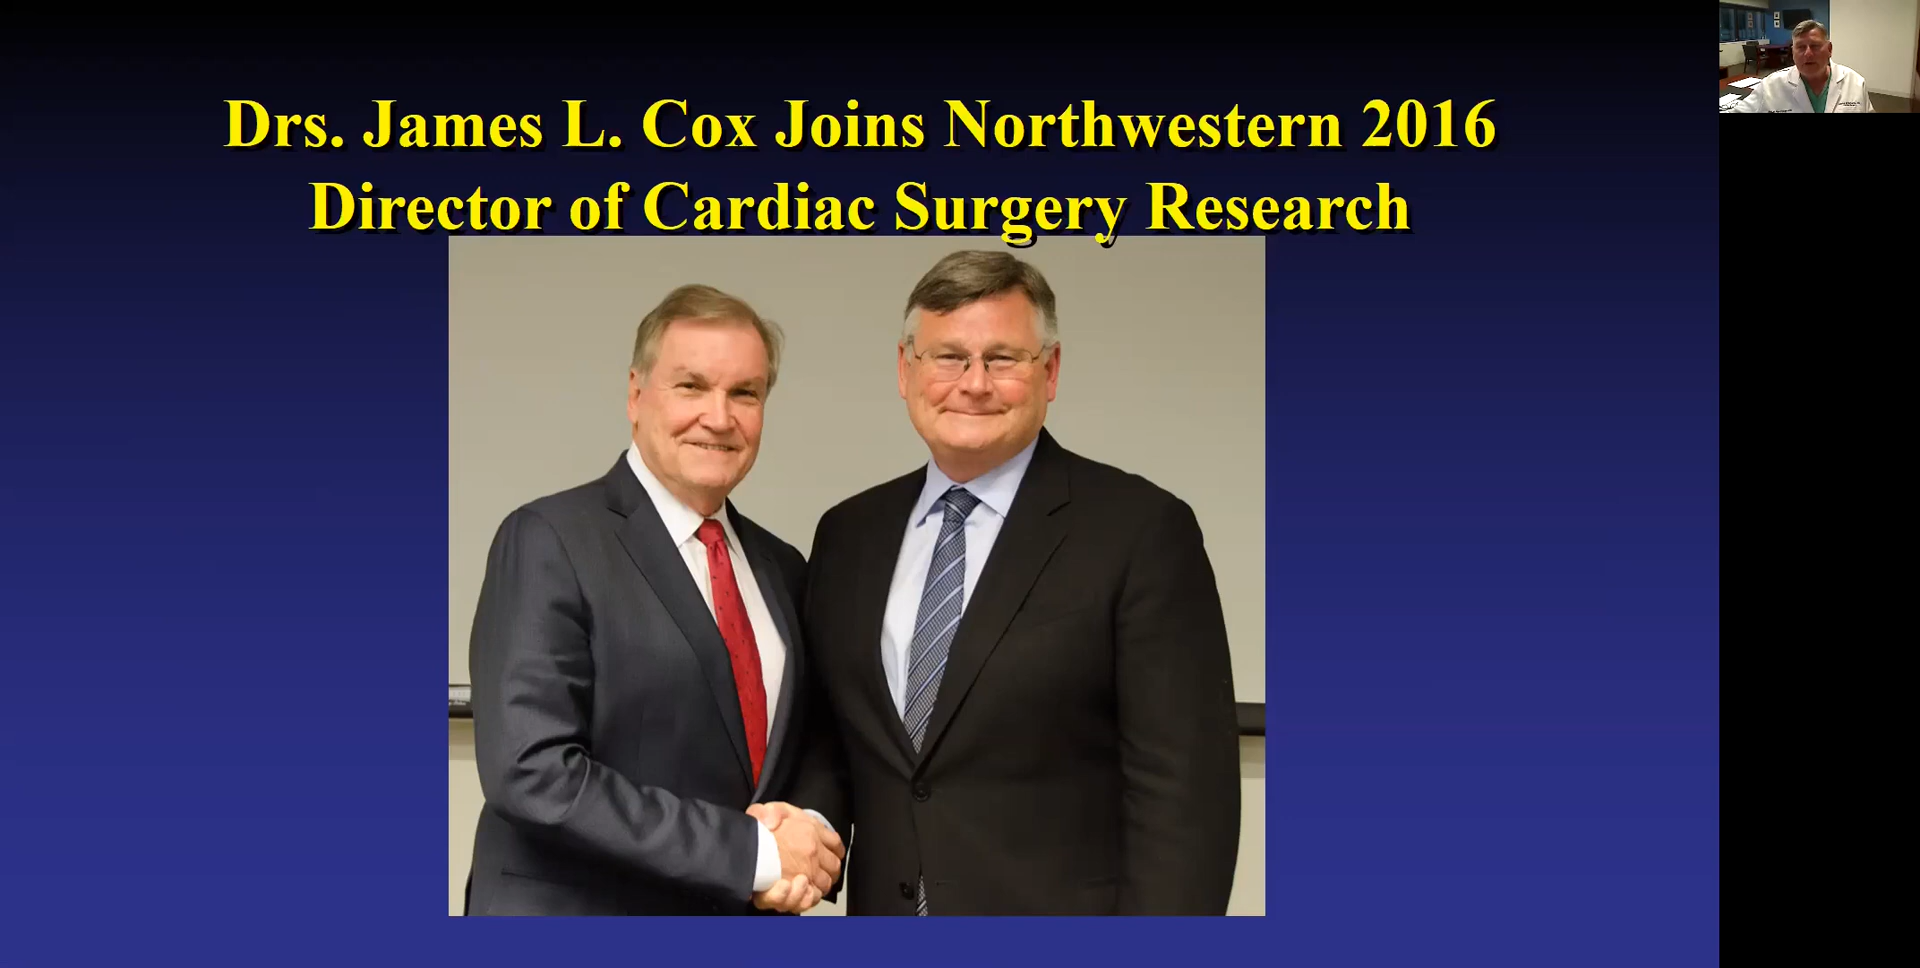 Drs. James L. Cox Joins Northwestern 2016
Director of Cardiac Surgery Research